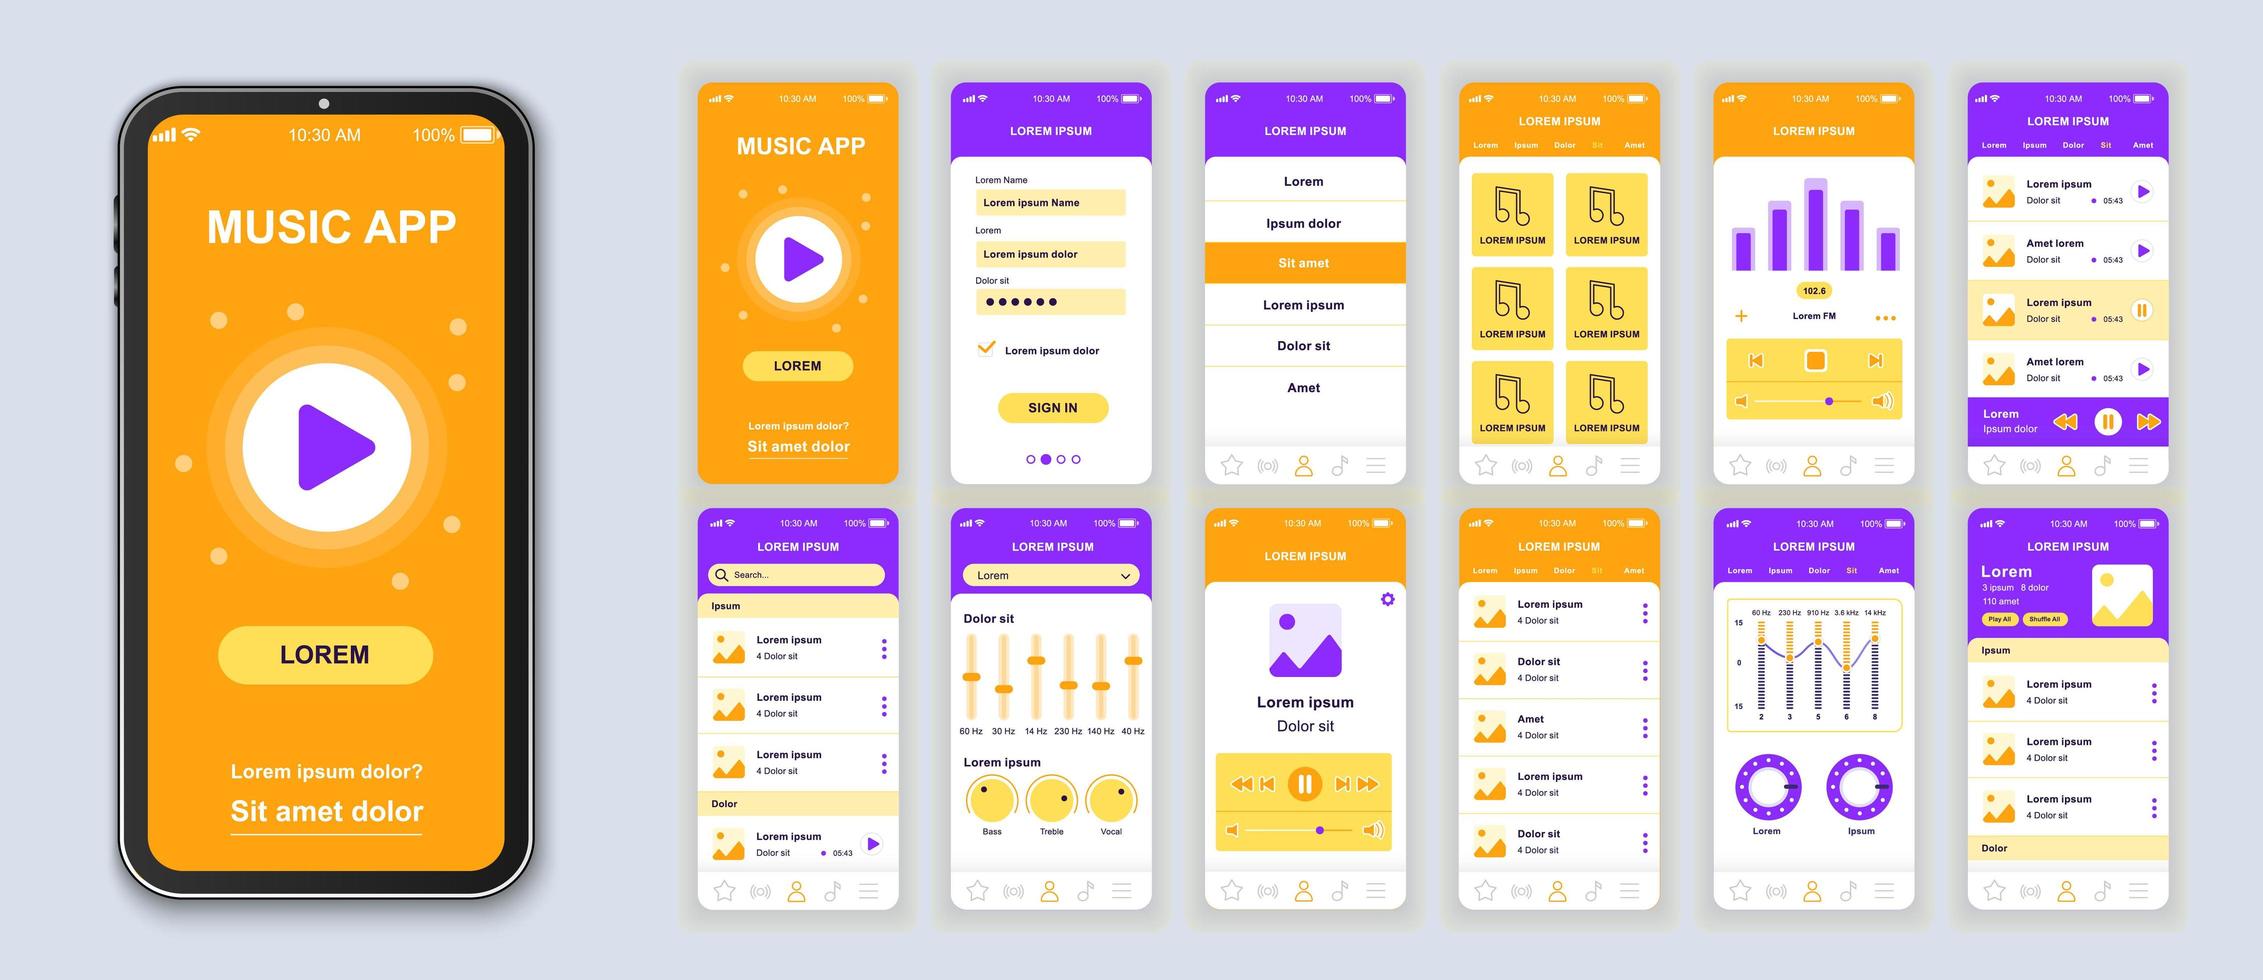 10:30 AM 100%
MUSIC APP
LOREM
Lorem ipsum dolor?
Sit amet dolor
10:30 AM 100%
MUSIC APP
LOREM
Lorem ipsum dolor?
Sit amet dolor
10:30 AM 100%
LOREM IPSUM
Lorem Name
Lorem ipsum Name
Lorem
Lorem ipsum dolor
Dolor sit
Lorem ipsum dolor
SIGN IN
10:30 AM 100%
LOREM IPSUM
Lorem
Ipsum dolor
Sit amet
Lorem ipsum
Dolor sit
Amet
10:30 AM 100%
LOREM IPSUM
Lorem Ipsum Dolor Sit Amet
LOREM IPSUM LOREM IPSUM
LOREM IPSUM LOREM IPSUM
LOREM IPSUM LOREM IPSUM
10:30 AM 100%
LOREM IPSUM
102.6
Lorem FM
10:30 AM 100%
LOREM IPSUM
Lorem Ipsum Dolor Sit Amet
Lorem ipsum
Dolor sit 05:43
Amet lorem
Dolor sit 05:43
Lorem ipsum
Dolor sit 05:43
Amet lorem
Dolor sit 05:43
Lorem
Ipsum dolor
10:30 AM 100%
LOREM IPSUM
Search...
Ipsum
Lorem ipsum
4 Dolor sit
Lorem ipsum
4 Dolor sit
Lorem ipsum
4 Dolor sit
Dolor
Lorem ipsum
Dolor sit 05:43
10:30 AM 100%
LOREM IPSUM
Lorem
Dolor sit
60 Hz 30 Hz 14 Hz 230 Hz 140 Hz 40 Hz
Lorem ipsum
Bass Treble Vocal
10:30 AM 100%
LOREM IPSUM
Lorem ipsum
Dolor sit
10:30 AM 100%
LOREM IPSUM
Lorem Ipsum Dolor Sit Amet
Lorem ipsum
4 Dolor sit
Dolor sit
4 Dolor sit
Amet
4 Dolor sit
Lorem ipsum
4 Dolor sit
Dolor sit
4 Dolor sit
10:30 AM 100%
LOREM IPSUM
Lorem Ipsum Dolor Sit Amet
60 Hz 230 Hz 910 Hz 3.6 kHz 14 kHz
15
0
15
2 3 5 6 8
Lorem Ipsum
10:30 AM 100%
LOREM IPSUM
Lorem
3 ipsum 8 dolor
110 amet
Play All Shuffle All
Ipsum
Lorem ipsum
4 Dolor sit
Lorem ipsum
4 Dolor sit
Lorem ipsum
4 Dolor sit
Dolor